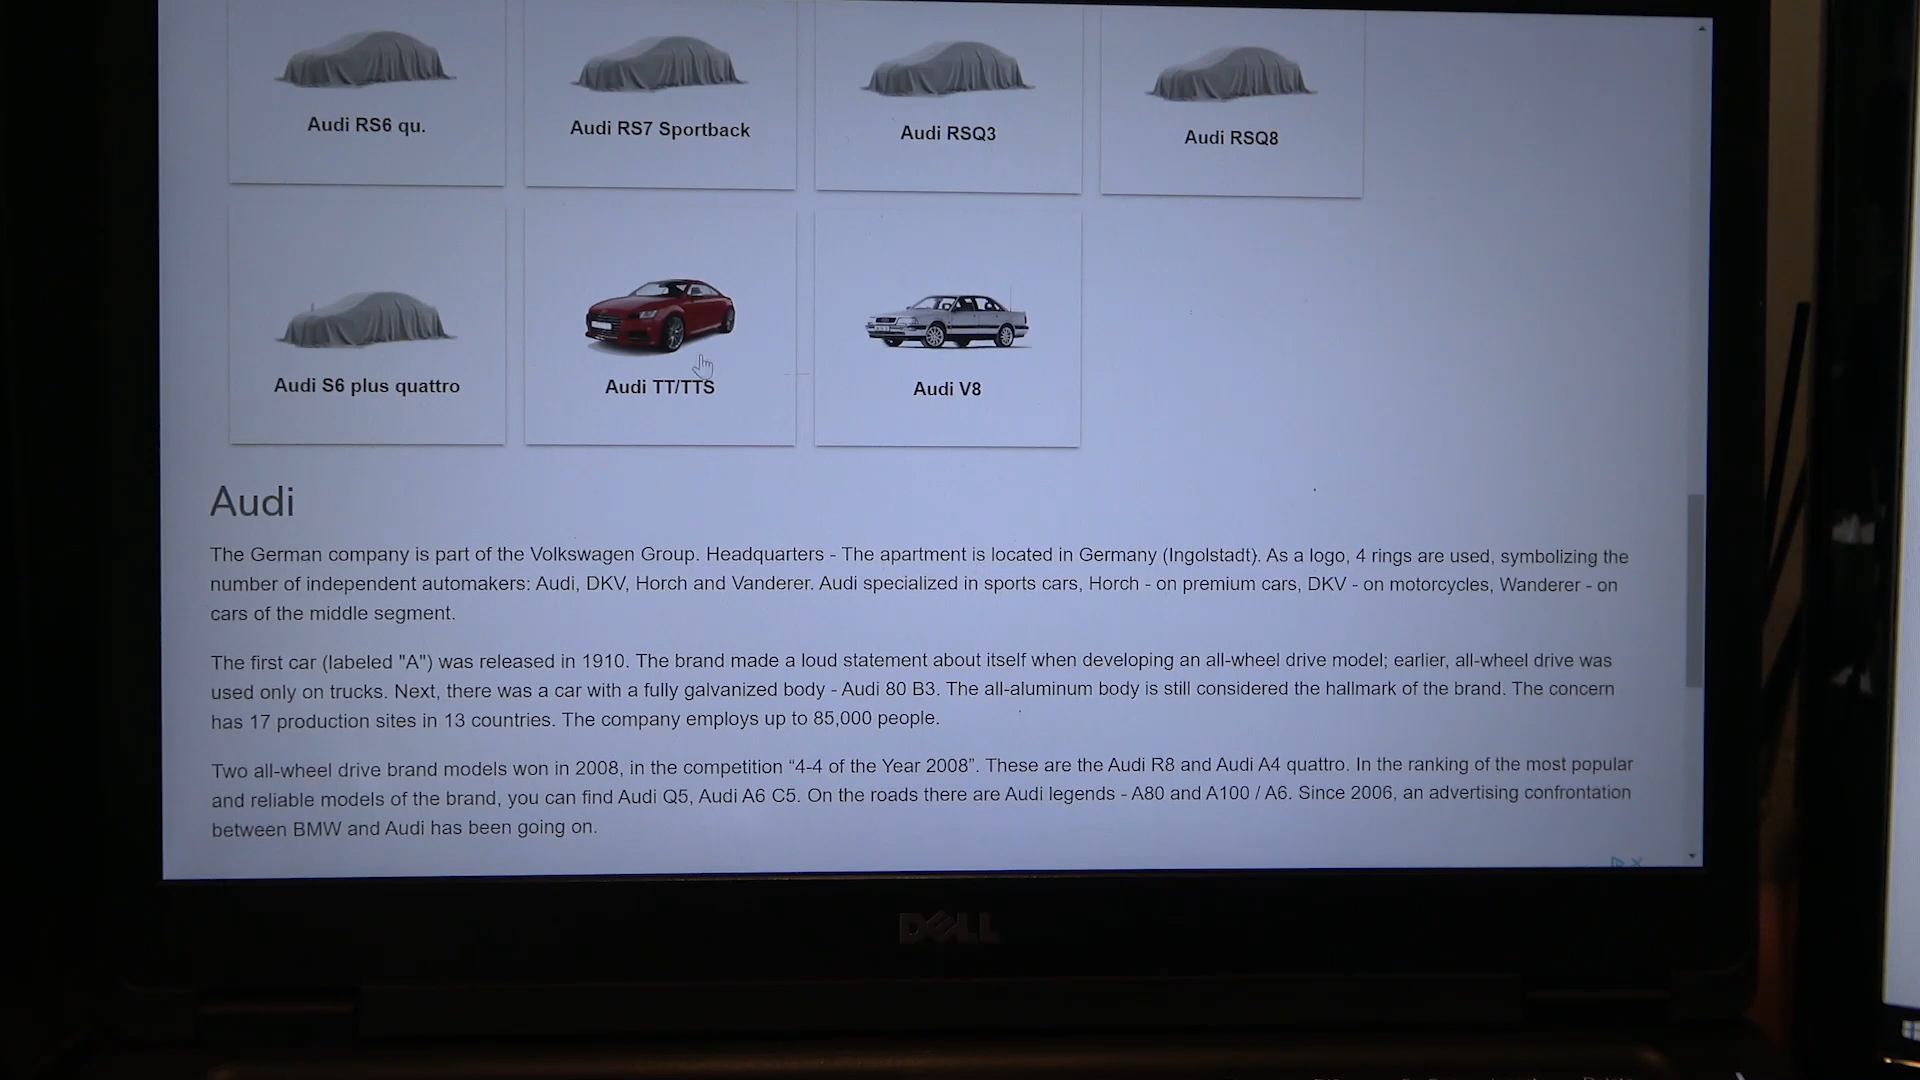 Audi RS6 qu.
Audi RS7 Sportback
Audi RSQ3
Audi RSQ8
Audi S6 plus quattro
Audi TT/TTS
Audi V8
Audi
The German company is part of the Volkswagen Group. Headquarters - The apartment is located in Germany (Ingolstadt). As a logo, 4 rings are used, symbolizing the
number of independent automakers: Audi, DKV, Horch and Vanderer. Audi specialized in sports cars, Horch - on premium cars, DKV - on motorcycles, Wanderer - on
cars of the middle segment.
The first car (labeled "A") was released in 1910. The brand made a loud statement about itself when developing an all-wheel drive model; earlier, all-wheel drive was
used only on trucks. Next, there was a car with a fully galvanized body - Audi 80 B3. The all-aluminum body is still considered the hallmark of the brand. The concern
has 17 production sites in 13 countries. The company employs up to 85,000 people.
Two all-wheel drive brand models won in 2008, in the competition “4-4 of the Year 2008”. These are the Audi R8 and Audi A4 quattro. In the ranking of the most popular
and reliable models of the brand, you can find Audi Q5, Audi A6 C5. On the roads there are Audi legends - A80 and A100 / A6. Since 2006, an advertising confrontation
between BMW and Audi has been going on.
DELL